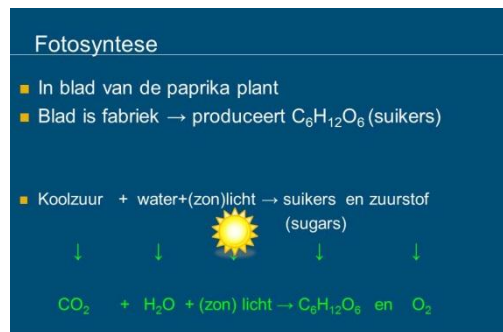 Fotosyntese
In blad van de paprika plant
Blad is fabriek → produceert C₆H₁₂O₆ (suikers)
Koolzuur + water+(zon)licht → suikers en zuurstof
(sugars)
↓ ↓ ↓ ↓ ↓
CO₂ + H₂O + (zon) licht → C₆H₁₂O₆ en O₂